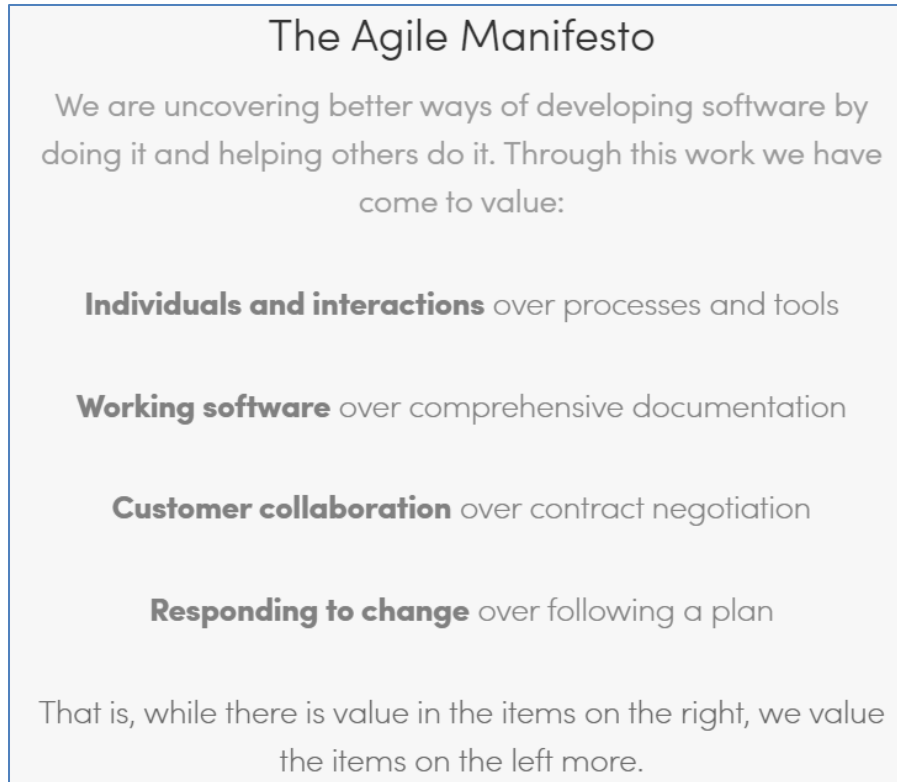 The Agile Manifesto
We are uncovering better ways of developing software by
doing it and helping others do it. Through this work we have
come to value:
Individuals and interactions over processes and tools
Working software over comprehensive documentation
Customer collaboration over contract negotiation
Responding to change over following a plan
That is, while there is value in the items on the right, we value
the items on the left more.